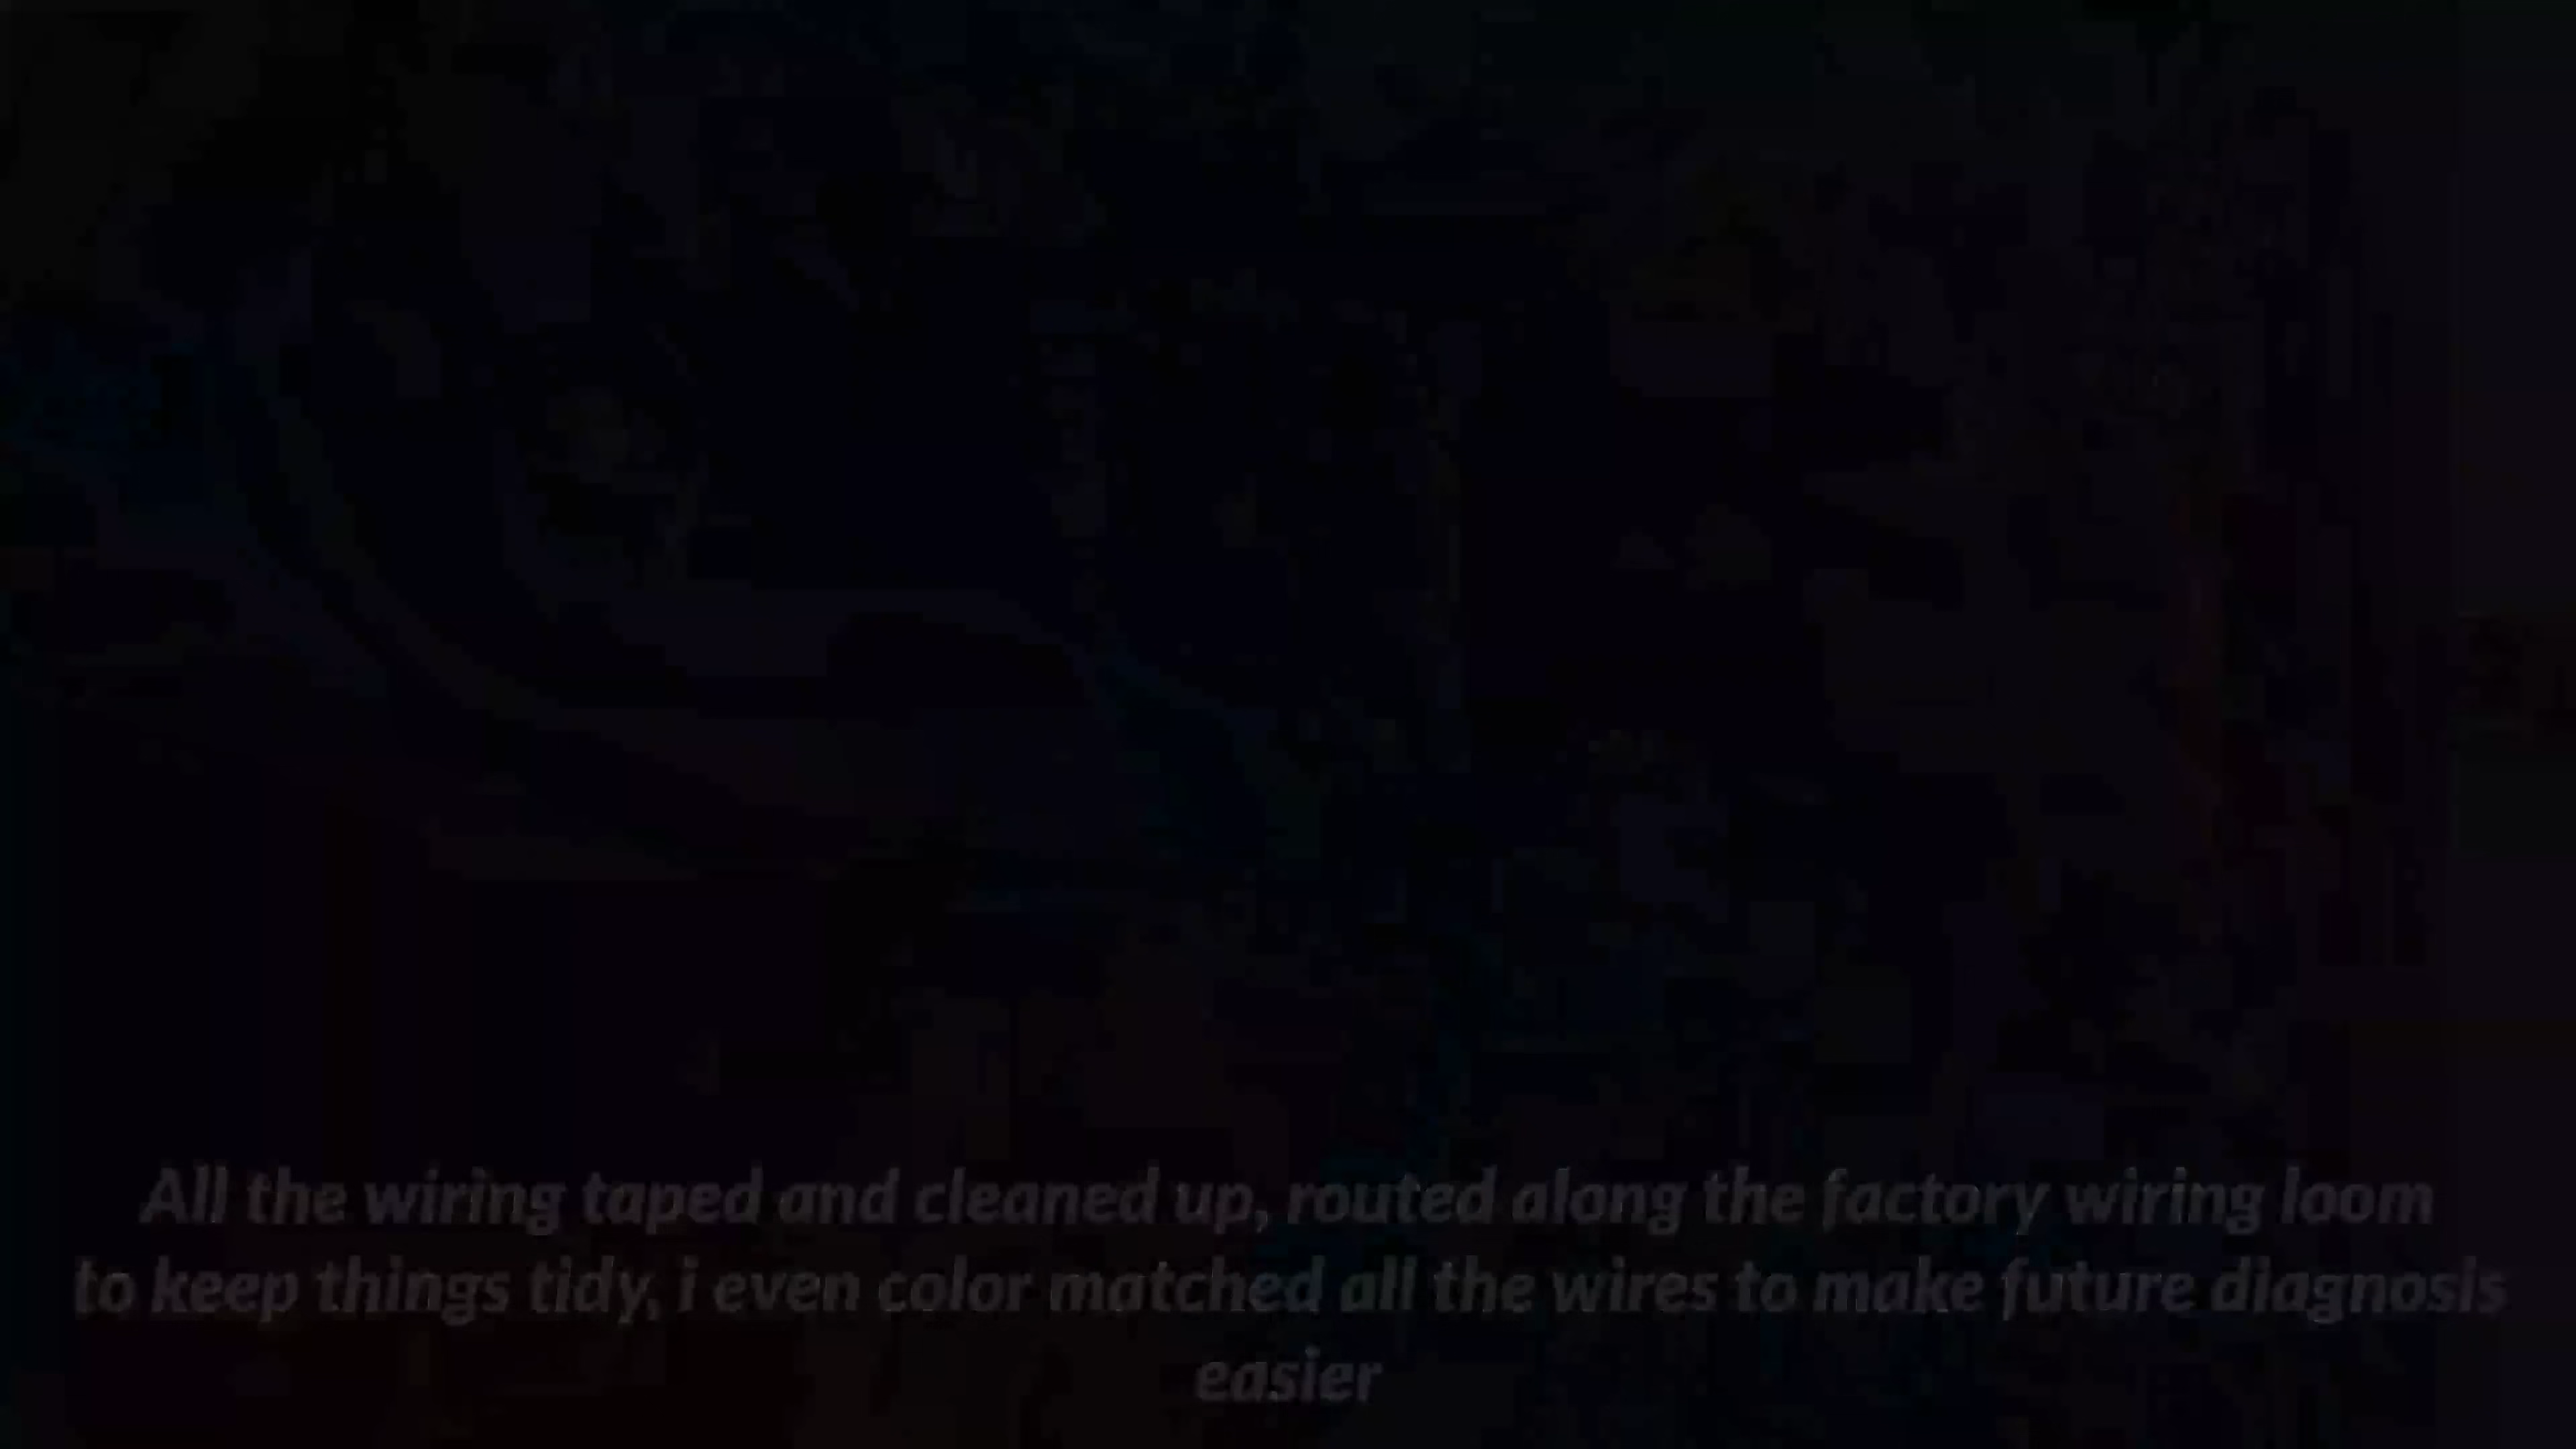 All the wiring taped and cleaned up, routed along the factory wiring loom
to keep things tidy, i even color matched all the wires to make future diagnosis
easier